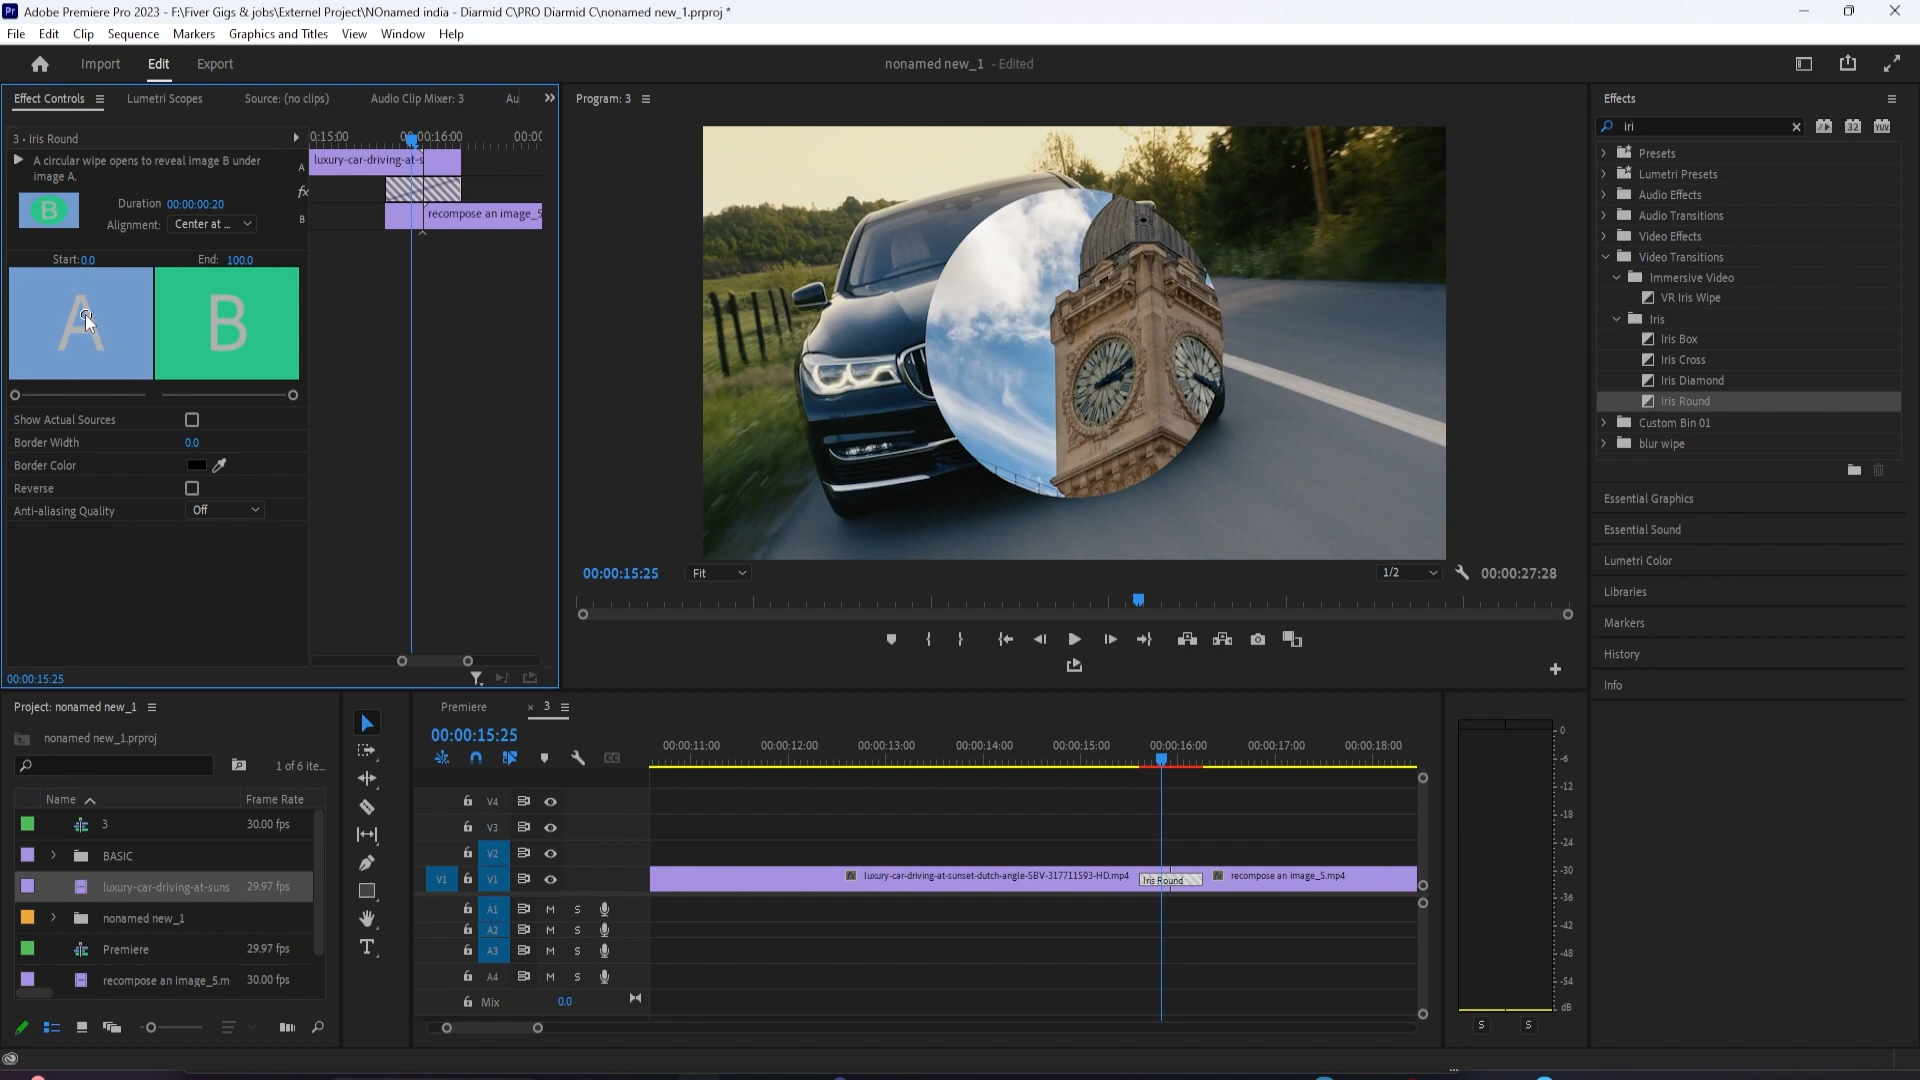 Adobe Premiere Pro 2023 - F:\Fiver Gigs & jobs\Externel Project\NOnamed india - Diarmid C\PRO Diarmid C\nonamed new_1.prproj *
File Edit Clip Sequence Markers Graphics and Titles View Window Help
Import Edit Export
nonamed new_1 - Edited
Effect Controls Lumetri Scopes Source: (no clips) Audio Clip Mixer: 3 Au
3 • Iris Round
A circular wipe opens to reveal image B under
image A.
B
Duration 00:00:00:20
Alignment: Center at ...
Start: 0.0 End: 100.0
A B
Show Actual Sources
Border Width 0.0
Border Color
Reverse
Anti-aliasing Quality Off
0:15:00 00:00:16:00 00:00
A luxury-car-driving-at-s
fx
B recompose an image_5
00:00:15:25
Program: 3
00:00:15:25 Fit 1/2 00:00:27:28
Effects
iri
32 YUV
Presets
Lumetri Presets
Audio Effects
Audio Transitions
Video Effects
Video Transitions
Immersive Video
VR Iris Wipe
Iris
Iris Box
Iris Cross
Iris Diamond
Iris Round
Custom Bin 01
blur wipe
Essential Graphics
Essential Sound
Lumetri Color
Libraries
Markers
History
Info
Project: nonamed new_1
nonamed new_1.prproj
1 of 6 ite...
Name Frame Rate
3 30.00 fps
BASIC
luxury-car-driving-at-suns 29.97 fps
nonamed new_1
Premiere 29.97 fps
recompose an image_5.m 30.00 fps
T
Premiere × 3
00:00:15:25
00:00:11:00 00:00:12:00 00:00:13:00 00:00:14:00 00:00:15:00 00:00:16:00 00:00:17:00 00:00:18:00
V4
V3
V2
V1 V1 fx luxury-car-driving-at-sunset-dutch-angle-SBV-317711593-HD.mp4 Iris Round fx recompose an image_5.mp4
A1 M S
A2 M S
A3 M S
A4 M S
Mix 0.0
0
-6
-12
-18
-24
-30
-36
-42
-48
-54
dB
S S